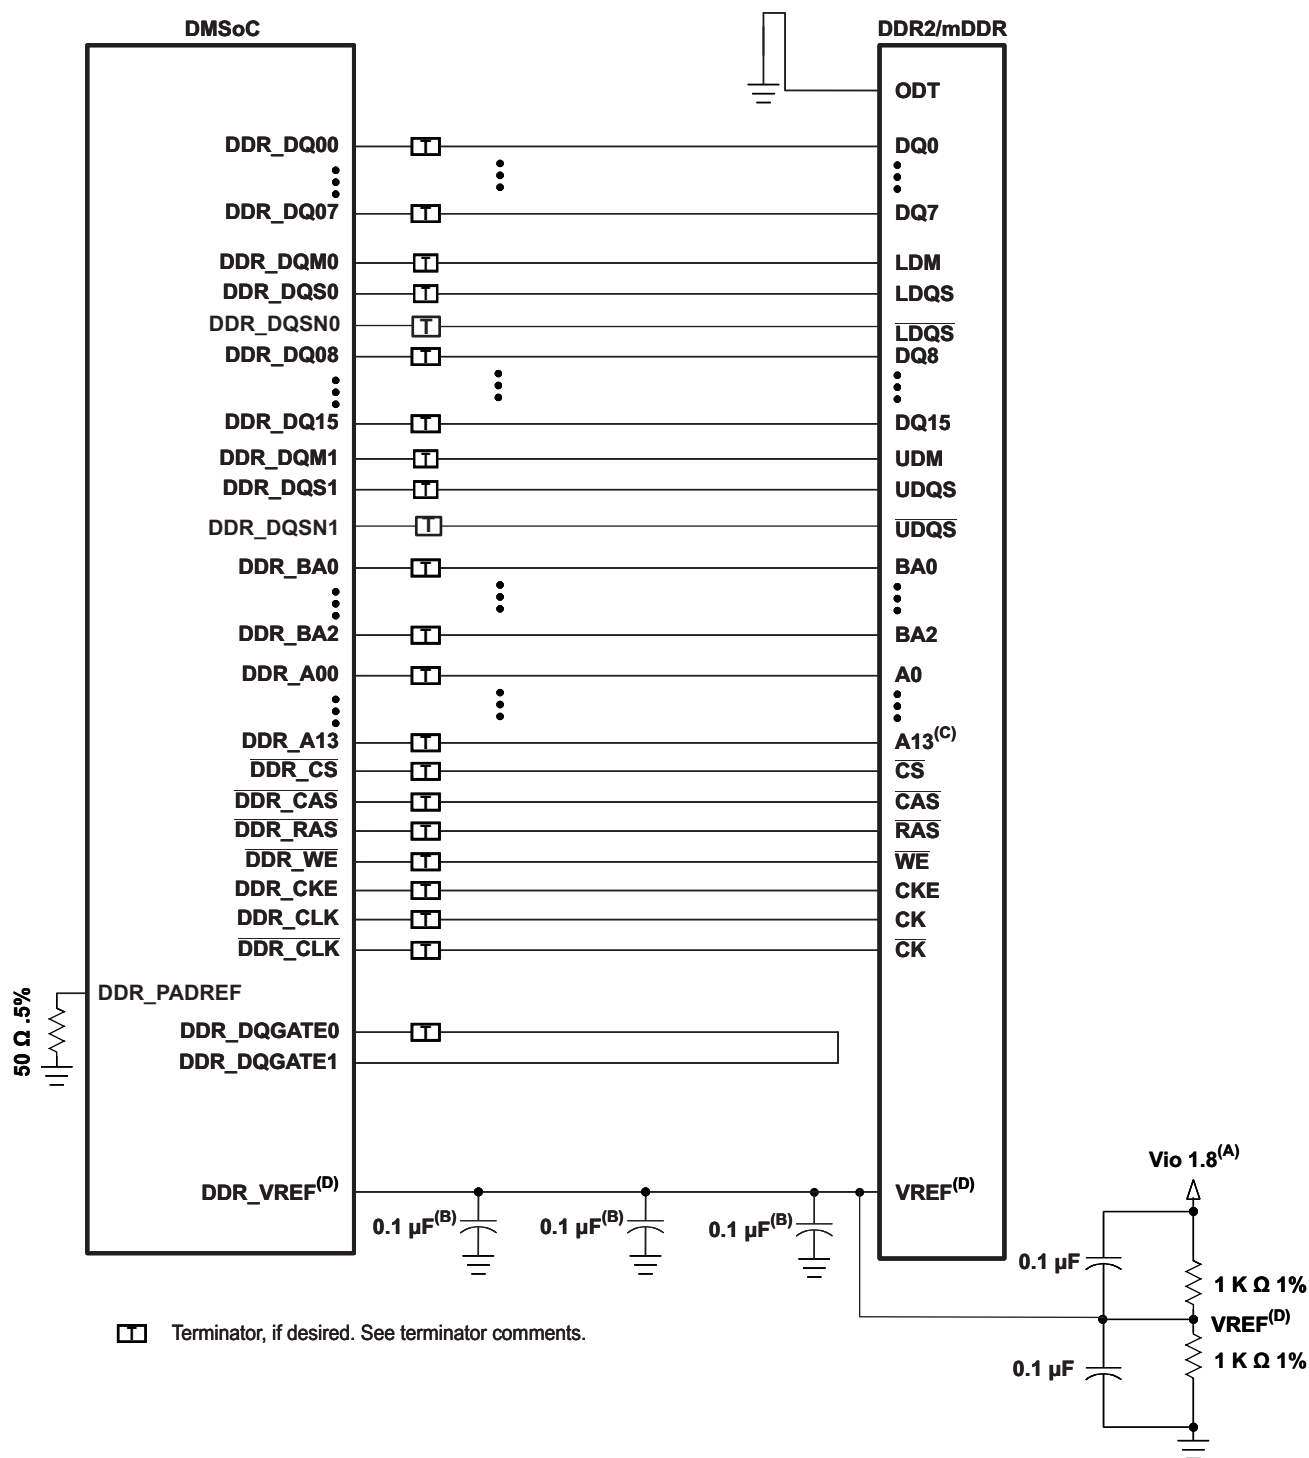 DMSoC
DDR2/mDDR
ODT
DDR_DQ00 T DQ0
DDR_DQ07 T DQ7
DDR_DQM0 T LDM
DDR_DQS0 T LDQS
DDR_DQSN0 T LDQS
DDR_DQ08 T DQ8
DDR_DQ15 T DQ15
DDR_DQM1 T UDM
DDR_DQS1 T UDQS
DDR_DQSN1 T UDQS
DDR_BA0 T BA0
DDR_BA2 T BA2
DDR_A00 T A0
DDR_A13 T A13(C)
DDR_CS T CS
DDR_CAS T CAS
DDR_RAS T RAS
DDR_WE T WE
DDR_CKE T CKE
DDR_CLK T CK
DDR_CLK T CK
50 Ω .5%
DDR_PADREF
DDR_DQGATE0 T
DDR_DQGATE1
Vio 1.8(A)
DDR_VREF(D) VREF(D)
0.1 µF(B) 0.1 µF(B) 0.1 µF(B)
0.1 µF
1 K Ω 1%
VREF(D)
0.1 µF
1 K Ω 1%
T Terminator, if desired. See terminator comments.